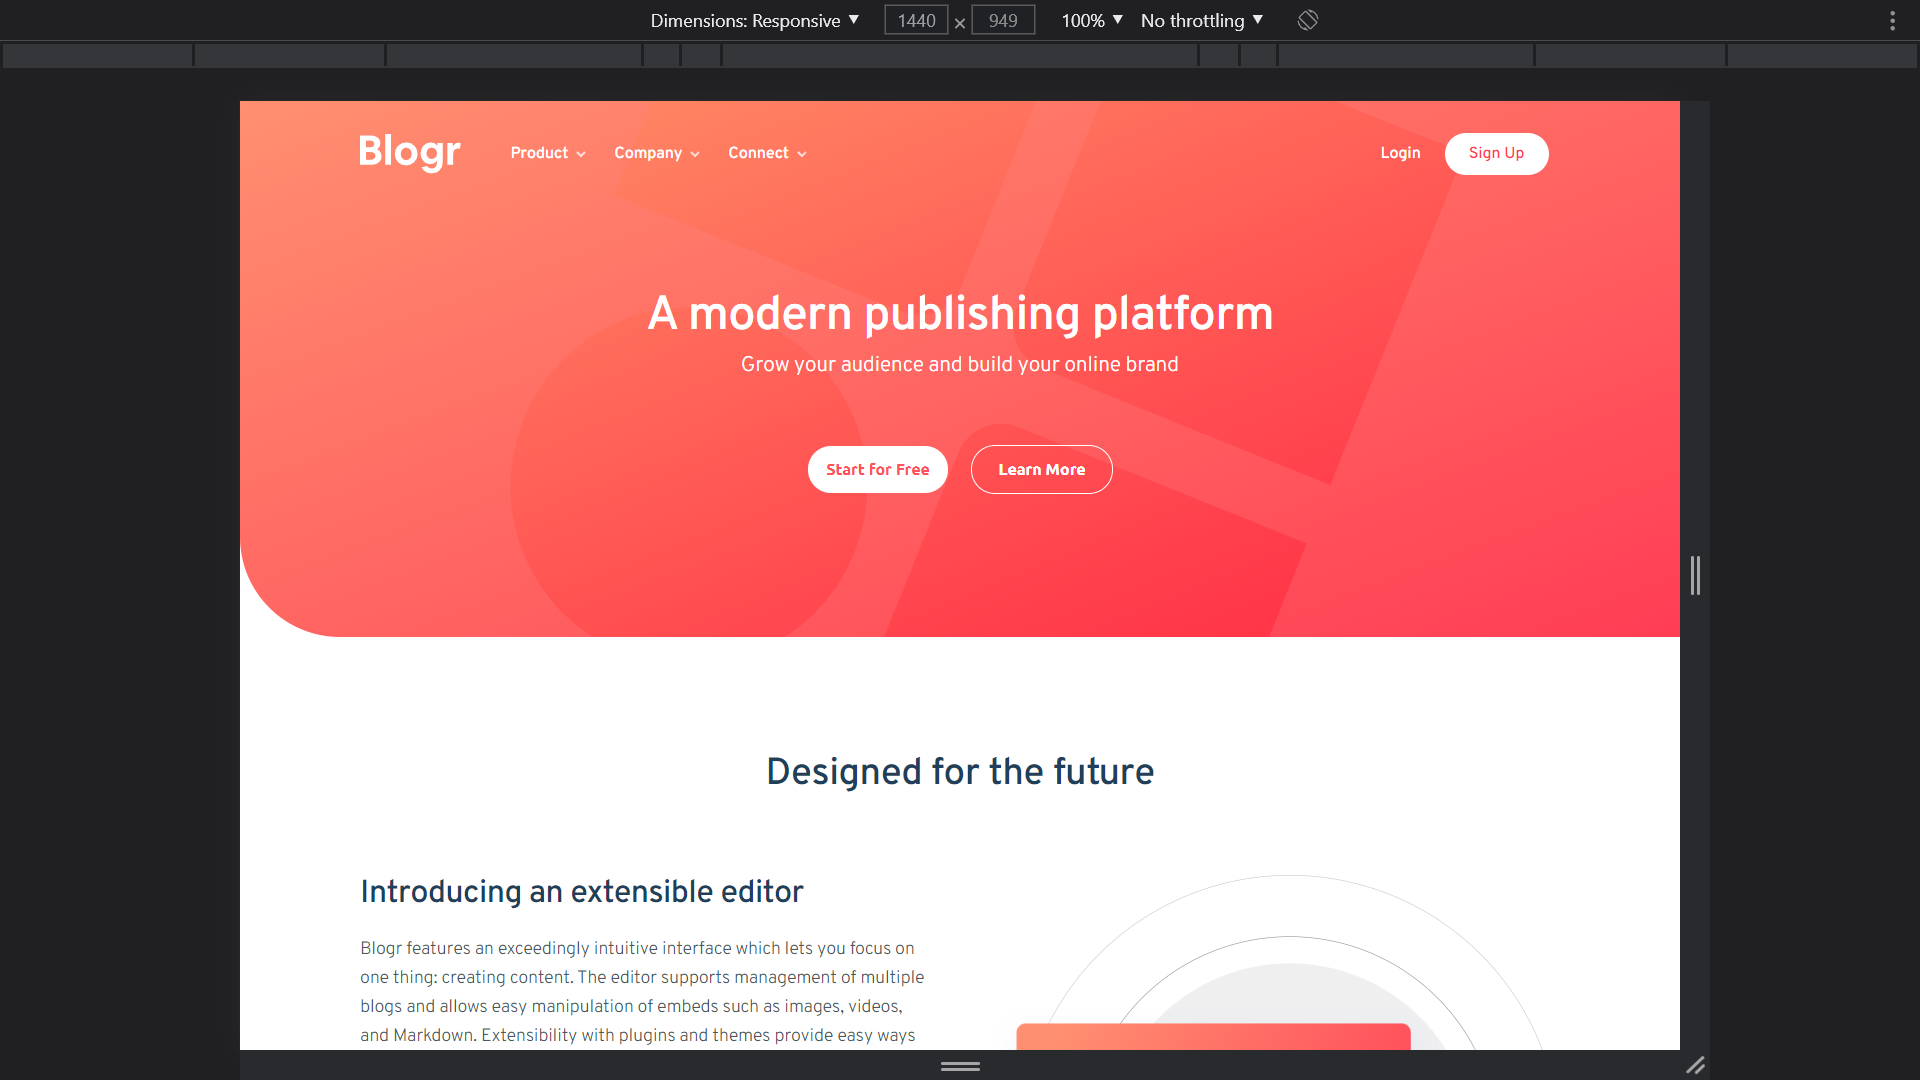 Dimensions: Responsive ▼ 1440 × 949 100% ▼ No throttling ▼
Blogr Product Company Connect Login Sign Up
A modern publishing platform
Grow your audience and build your online brand
Start for Free Learn More
Designed for the future
Introducing an extensible editor
Blogr features an exceedingly intuitive interface which lets you focus on
one thing: creating content. The editor supports management of multiple
blogs and allows easy manipulation of embeds such as images, videos,
and Markdown. Extensibility with plugins and themes provide easy ways